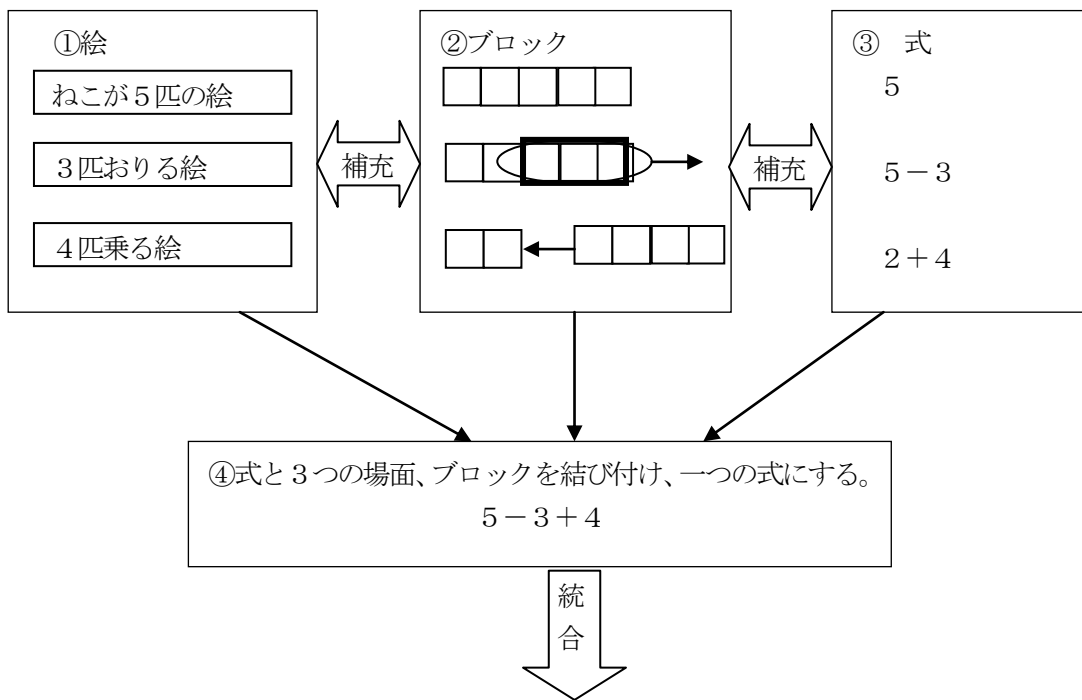 ①絵
ねこが5匹の絵
3匹おりる絵
4匹乗る絵
補充
②ブロック
補充
③ 式
5
5-3
2+4
④式と3つの場面、ブロックを結び付け、一つの式にする。
5-3+4
統
合